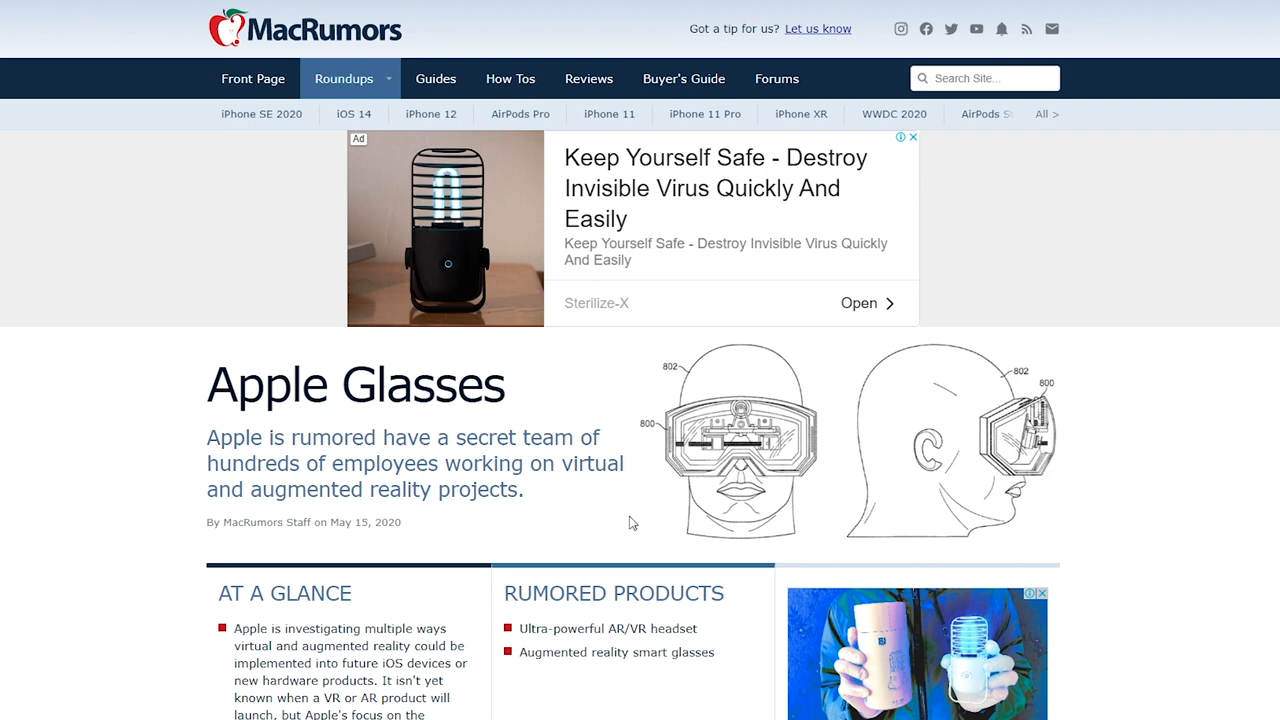 MacRumors
Got a tip for us? Let us know
Front Page
Roundups
Guides
How Tos
Reviews
Buyer's Guide
Forums
Search Site...
iPhone SE 2020
iOS 14
iPhone 12
AirPods Pro
iPhone 11
iPhone 11 Pro
iPhone XR
WWDC 2020
AirPods
All >
Ad
Keep Yourself Safe - Destroy
Invisible Virus Quickly And
Easily
Keep Yourself Safe - Destroy Invisible Virus Quickly
And Easily
Sterilize-X
Open
Apple Glasses
Apple is rumored have a secret team of
hundreds of employees working on virtual
and augmented reality projects.
By MacRumors Staff on May 15, 2020
802
800
802
800
AT A GLANCE
Apple is investigating multiple ways
virtual and augmented reality could be
implemented into future iOS devices or
new hardware products. It isn't yet
known when a VR or AR product will
launch, but Apple's focus on the
RUMORED PRODUCTS
Ultra-powerful AR/VR headset
Augmented reality smart glasses